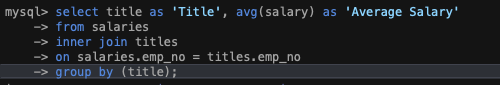 mysql> select title as 'Title', avg(salary) as 'Average Salary'
-> from salaries
-> inner join titles
-> on salaries.emp_no = titles.emp_no
-> group by (title);